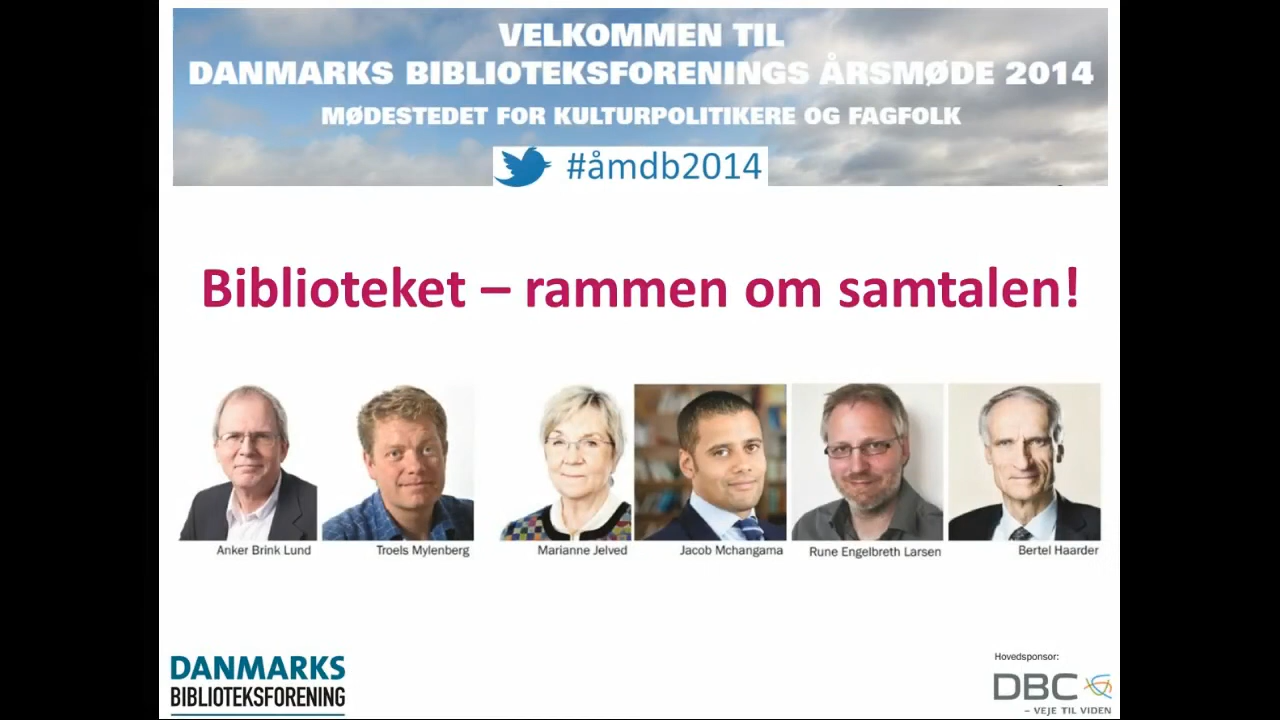 VELKOMMEN TIL
DANMARKS BIBLIOTEKSFORENINGS ÅRSMØDE 2014
MØDESTEDET FOR KULTURPOLITIKERE OG FAGFOLK
#åmdb2014
Biblioteket – rammen om samtalen!
Anker Brink Lund
Troels Mylenberg
Marianne Jelved
Jacob Mchangama
Rune Engelbreth Larsen
Bertel Haarder
DANMARKS
BIBLIOTEKSFORENING
Hovedsponsor:
DBC
– VEJE TIL VIDEN